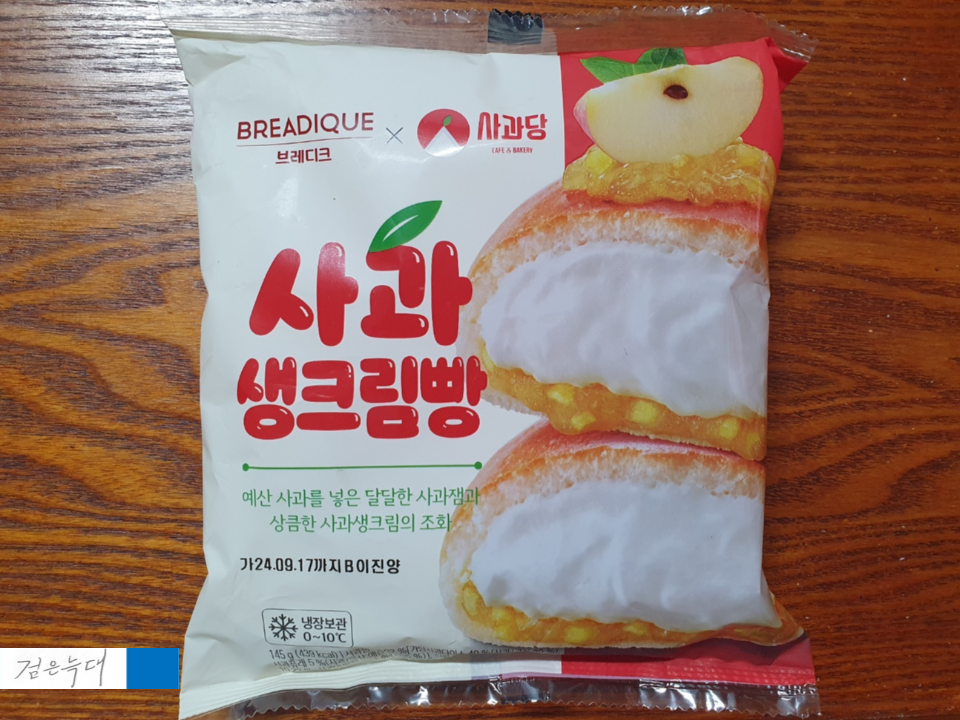 BREADIQUE
브레디크
×
사과당
CAFE & BAKERY
사과
생크림빵
예산 사과를 넣은 달달한 사과잼과
상큼한 사과생크림의 조화
가24.09.17까지B이진양
냉장보관
0~10℃
145 g
검은늑대